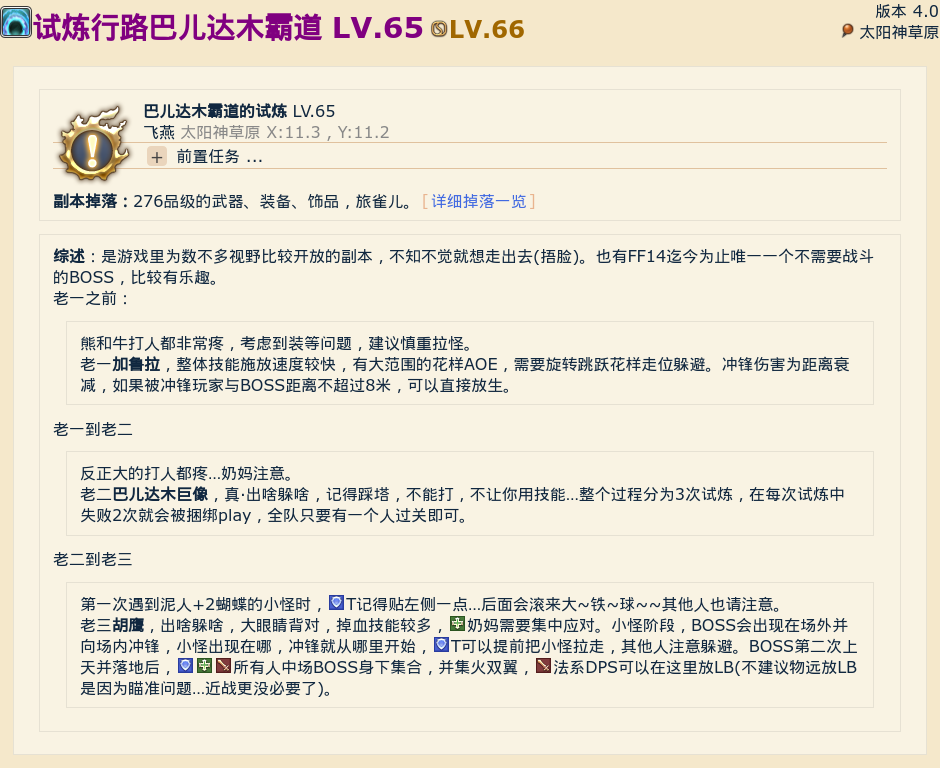 试炼行路巴儿达木霸道 LV.65 LV.66
版本 4.0
太阳神草原
巴儿达木霸道的试炼 LV.65
飞燕 太阳神草原 X:11.3 , Y:11.2
+ 前置任务 ...
副本掉落：276品级的武器、装备、饰品，旅雀儿。 [ 详细掉落一览 ]
综述：是游戏里为数不多视野比较开放的副本，不知不觉就想走出去(捂脸)。也有FF14迄今为止唯一一个不需要战斗
的BOSS，比较有乐趣。
老一之前：
熊和牛打人都非常疼，考虑到装等问题，建议慎重拉怪。
老一加鲁拉，整体技能施放速度较快，有大范围的花样AOE，需要旋转跳跃花样走位躲避。冲锋伤害为距离衰
减，如果被冲锋玩家与BOSS距离不超过8米，可以直接放生。
老一到老二
反正大的打人都疼...奶妈注意。
老二巴儿达木巨像，真·出啥躲啥，记得踩塔，不能打，不让你用技能...整个过程分为3次试炼，在每次试炼中
失败2次就会被捆绑play，全队只要有一个人过关即可。
老二到老三
第一次遇到泥人+2蝴蝶的小怪时，T记得贴左侧一点...后面会滚来大~铁~球~~其他人也请注意。
老三胡鹰，出啥躲啥，大眼睛背对，掉血技能较多，奶妈需要集中应对。小怪阶段，BOSS会出现在场外并
向场内冲锋，小怪出现在哪，冲锋就从哪里开始，T可以提前把小怪拉走，其他人注意躲避。BOSS第二次上
天并落地后，所有人中场BOSS身下集合，并集火双翼，法系DPS可以在这里放LB(不建议物远放LB
是因为瞄准问题...近战更没必要了)。